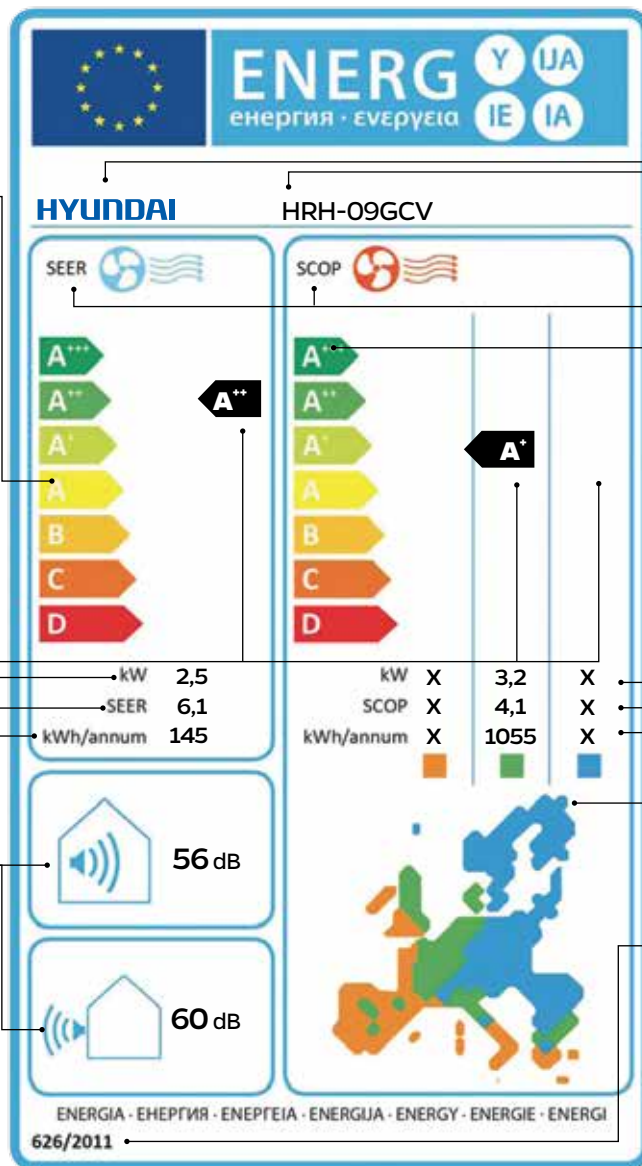 ENERG Y IJA
енергия · ενεργεια IE IA
HYUNDAI HRH-09GCV
SEER
A+++
A++
A+
A
B
C
D
A++
kW 2,5
SEER 6,1
kWh/annum 145
SCOP
A+++
A++
A+
A
B
C
D
A+
kW X 3,2 X
SCOP X 4,1 X
kWh/annum X 1055 X
56 dB
60 dB
ENERGIA · ЕНЕРГИЯ · ΕΝΕΡΓΕΙΑ · ENERGIJA · ENERGY · ENERGIE · ENERGI
626/2011